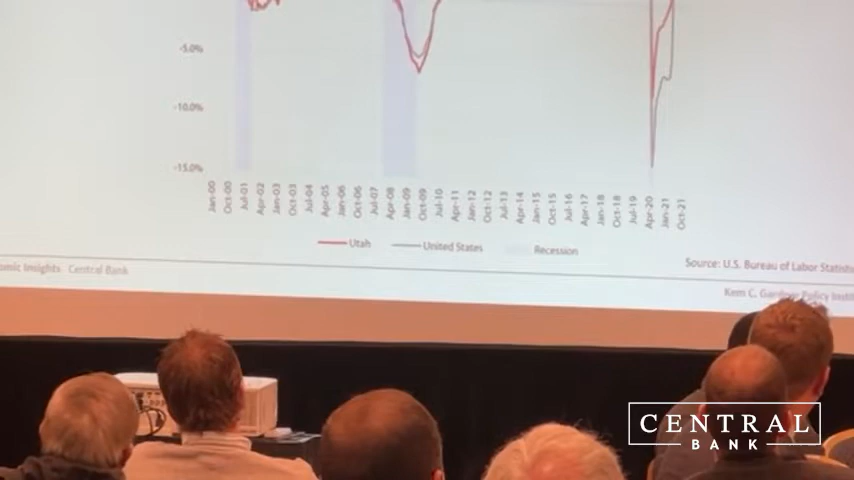 -5.0%
-10.0%
-15.0%
Jan-00 Oct-00 Jul-01 Apr-02 Jan-03 Oct-03 Jul-04 Apr-05 Jan-06 Oct-06 Jul-07 Apr-08 Jan-09 Oct-09 Jul-10 Apr-11 Jan-12 Oct-12 Jul-13 Apr-14 Jan-15 Oct-15 Jul-16 Apr-17 Jan-18 Oct-18 Jul-19 Apr-20 Jan-21 Oct-21
Utah United States Recession
Source: U.S. Bureau of Labor Statisti
omic Insights Central Bank
Kem C. Gardner Policy Instit
CENTRAL
BANK